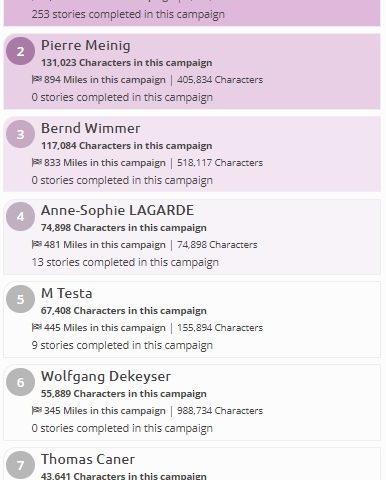 253 stories completed in this campaign
2
Pierre Meinig
131,023 Characters in this campaign
894 Miles in this campaign | 405,834 Characters
0 stories completed in this campaign
3
Bernd Wimmer
117,084 Characters in this campaign
833 Miles in this campaign | 518,117 Characters
0 stories completed in this campaign
4
Anne-Sophie LAGARDE
74,898 Characters in this campaign
481 Miles in this campaign | 74,898 Characters
13 stories completed in this campaign
5
M Testa
67,408 Characters in this campaign
445 Miles in this campaign | 155,894 Characters
9 stories completed in this campaign
6
Wolfgang Dekeyser
55,889 Characters in this campaign
345 Miles in this campaign | 988,734 Characters
0 stories completed in this campaign
7
Thomas Caner
43,641 Characters in this campaign